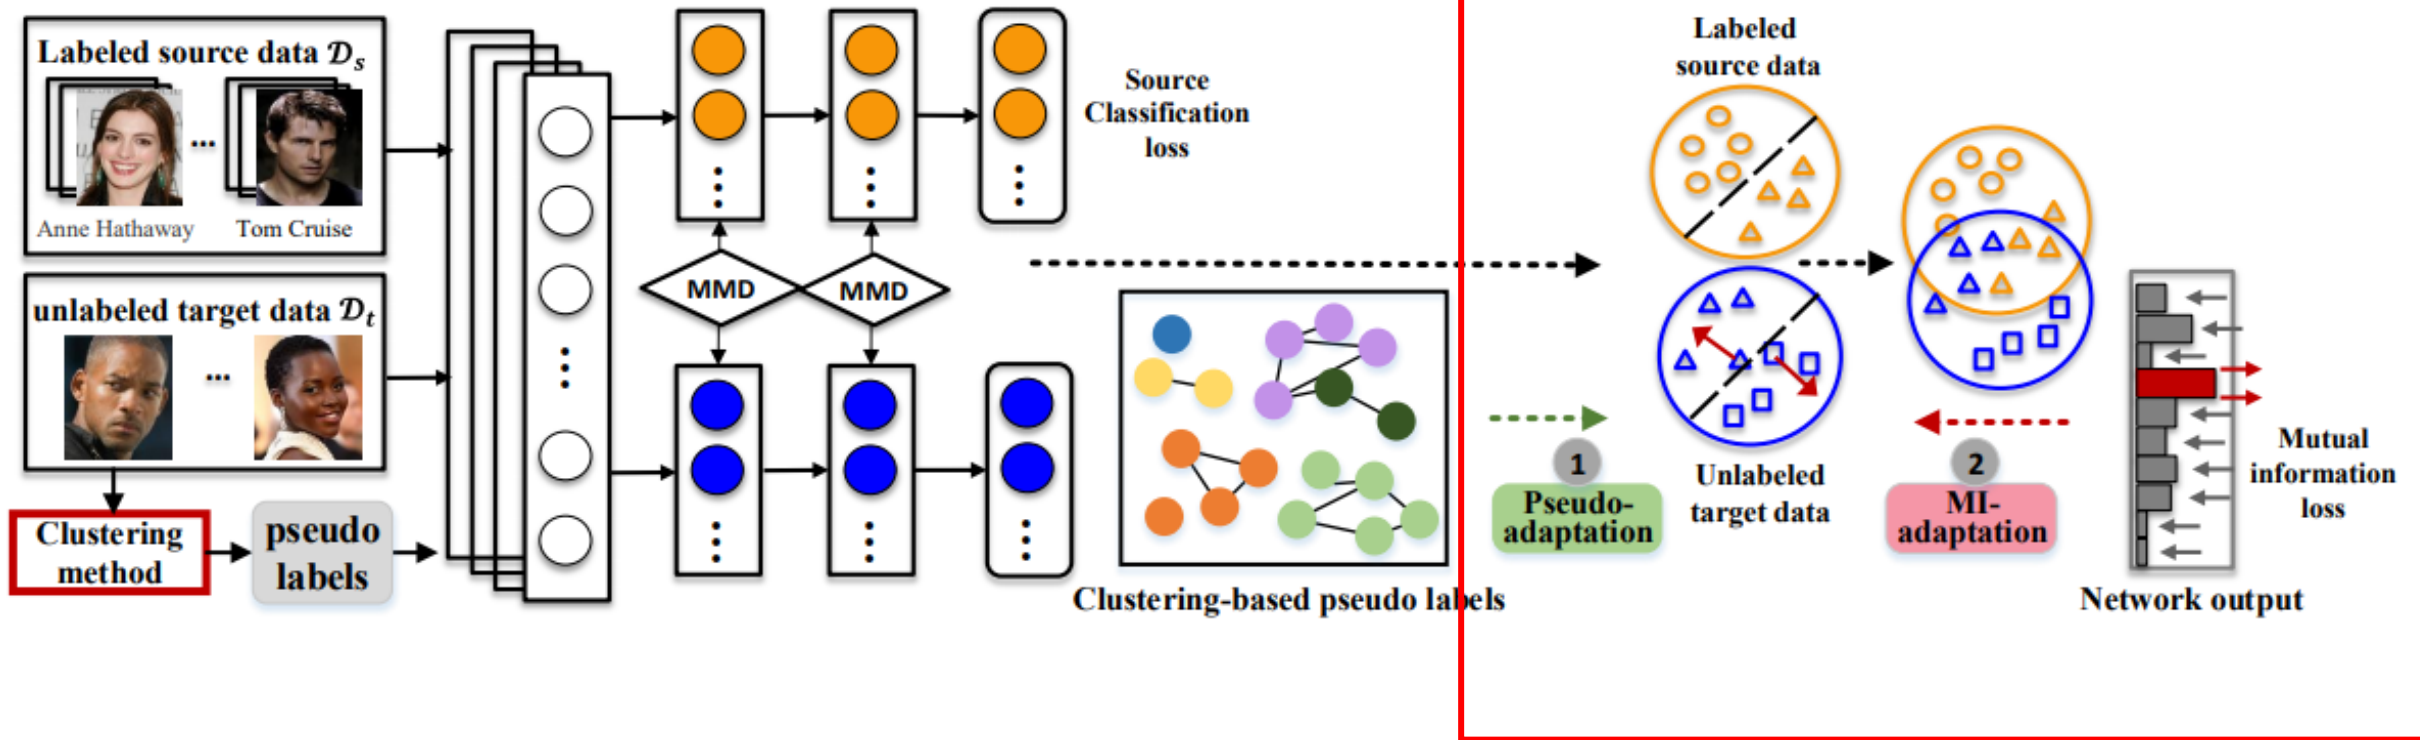 Labeled source data 𝒟s
...
Anne Hathaway
Tom Cruise
unlabeled target data 𝒟t
...
Clustering
method
pseudo
labels
MMD
MMD
Source
Classification
loss
Clustering-based pseudo labels
Labeled
source data
1
Pseudo-
adaptation
Unlabeled
target data
2
MI-
adaptation
Mutual
information
loss
Network output